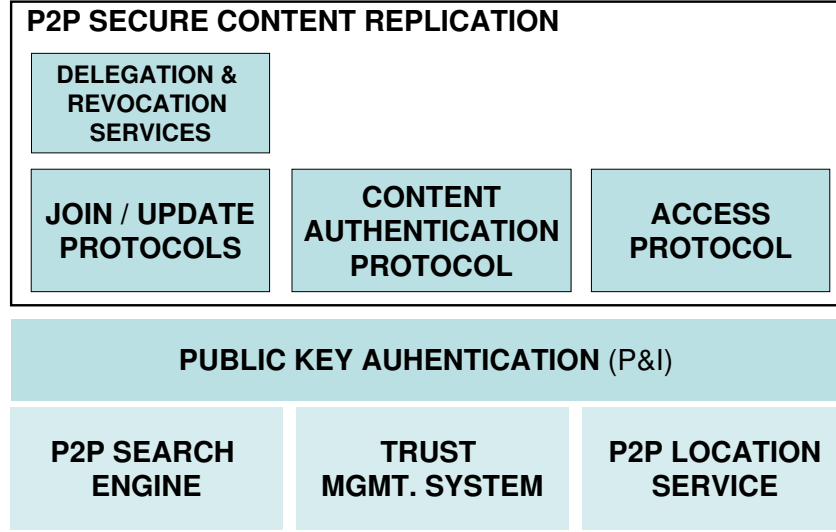 P2P SECURE CONTENT REPLICATION
DELEGATION &
REVOCATION
SERVICES
JOIN / UPDATE
PROTOCOLS
CONTENT
AUTHENTICATION
PROTOCOL
ACCESS
PROTOCOL
PUBLIC KEY AUHENTICATION (P&I)
P2P SEARCH
ENGINE
TRUST
MGMT. SYSTEM
P2P LOCATION
SERVICE